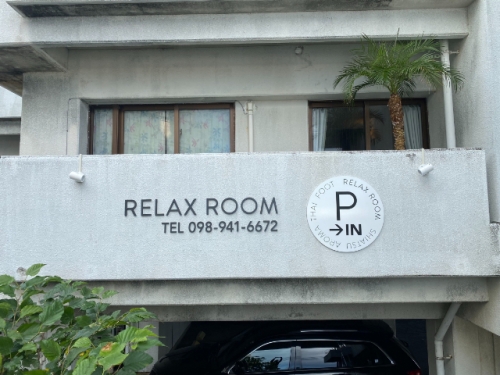 RELAX ROOM
TEL 098-941-6672
THAI FOOT RELAX ROOM SHIATSU AROMA
P
→IN